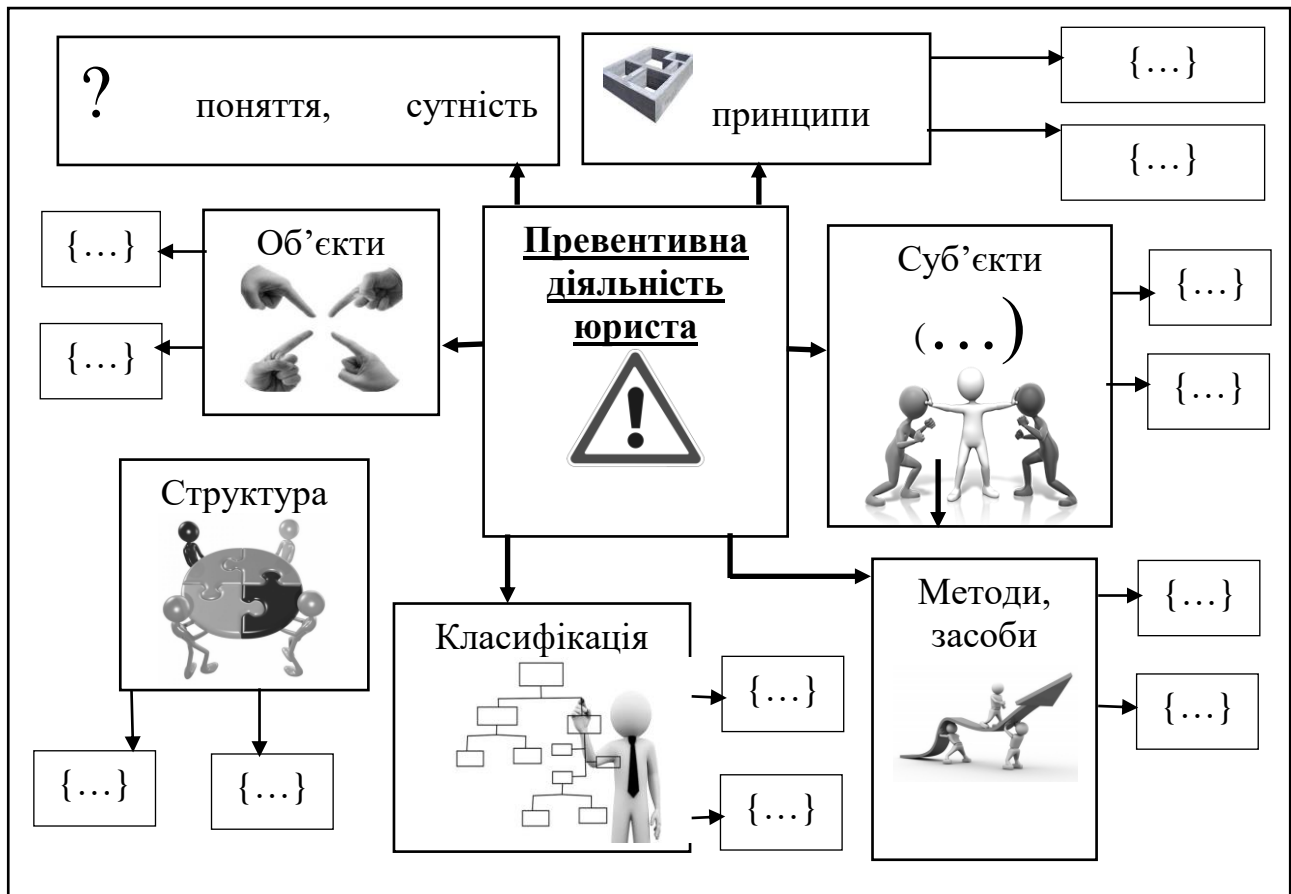 ?
поняття, сутність
принципи
{…}
{…}
{…}
Об’єкти
{…}
Превентивна
діяльність
юриста
Суб’єкти
(…)
{…}
{…}
Структура
{…}
{…}
Класифікація
{…}
{…}
Методи,
засоби
{…}
{…}